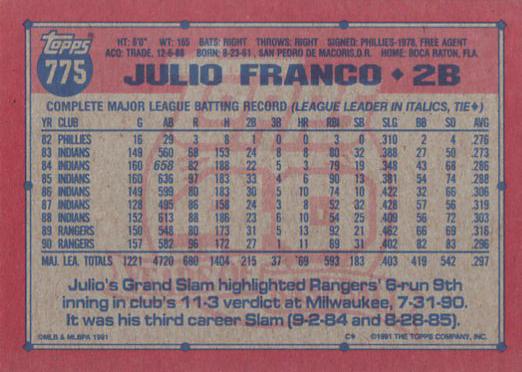 topps
775
HT: 6'0" WT: 165 BATS: RIGHT THROWS: RIGHT SIGNED: PHILLIES-1978, FREE AGENT
ACQ: TRADE, 12-6-88 BORN: 8-23-61, SAN PEDRO DE MACORIS, D.R. HOME: BOCA RATON, FLA.
JULIO FRANCO ♦ 2B
COMPLETE MAJOR LEAGUE BATTING RECORD (LEAGUE LEADER IN ITALICS, TIE♦)
YR CLUB G AB R H 2B 3B HR RBI SB SLG BB SO AVG
82 PHILLIES 16 29 3 8 1 0 0 3 0 .310 2 4 .276
83 INDIANS 149 560 68 153 24 8 8 80 32 .388 27 50 .273
84 INDIANS 160 658 82 188 22 5 3 79 19 .348 43 68 .286
85 INDIANS 160 636 97 183 33 4 6 90 13 .381 54 74 .288
86 INDIANS 149 599 80 183 30 5 10 74 10 .422 32 66 .306
87 INDIANS 128 495 86 158 24 3 8 52 32 .428 57 56 .319
88 INDIANS 152 613 88 186 23 6 10 54 25 .409 56 72 .303
89 RANGERS 150 548 80 173 31 5 13 92 21 .462 66 69 .316
90 RANGERS 157 582 96 172 27 1 11 69 31 .402 82 83 .296
MAJ. LEA. TOTALS 1221 4720 680 1404 215 37 69 593 183 .403 419 542 .297
Julio's Grand Slam highlighted Rangers' 6-run 9th
inning in club's 11-3 verdict at Milwaukee, 7-31-90.
It was his third career Slam (9-2-84 and 8-28-85).
©MLB & MLBPA 1991 C* ©1991 THE TOPPS COMPANY, INC.